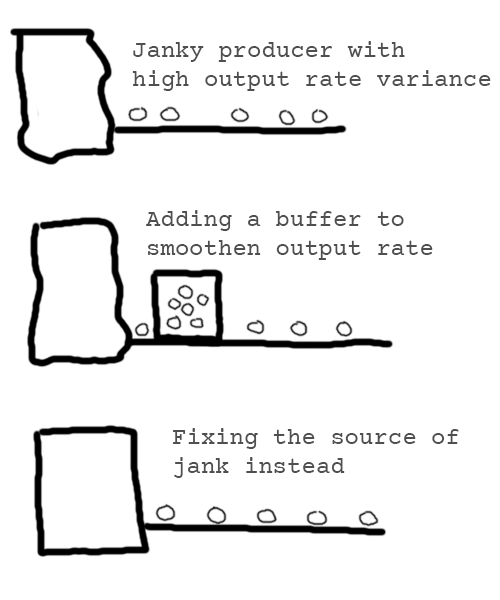 Janky producer with
high output rate variance
Adding a buffer to
smoothen output rate
Fixing the source of
jank instead